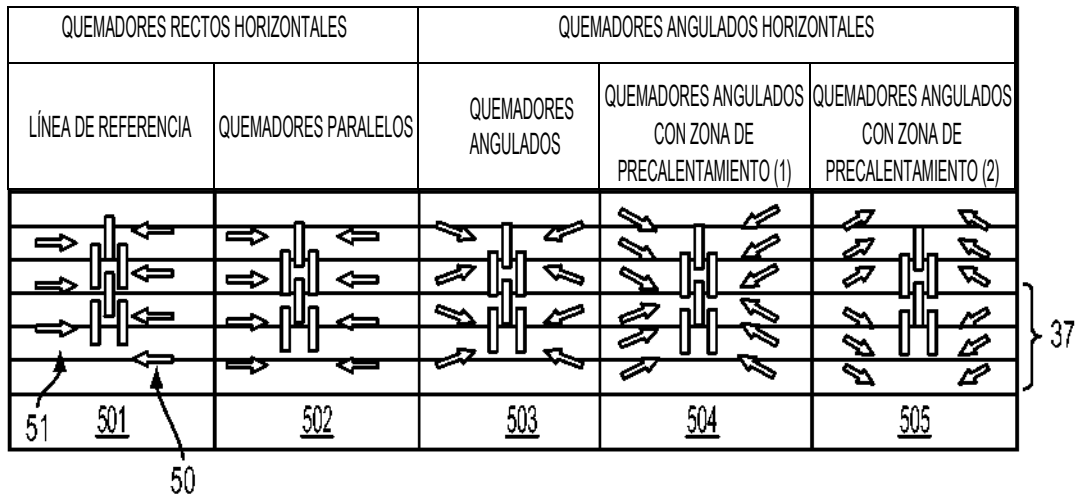 QUEMADORES RECTOS HORIZONTALES
QUEMADORES ANGULADOS HORIZONTALES
LÍNEA DE REFERENCIA
QUEMADORES PARALELOS
QUEMADORES
ANGULADOS
QUEMADORES ANGULADOS
CON ZONA DE
PRECALENTAMIENTO (1)
QUEMADORES ANGULADOS
CON ZONA DE
PRECALENTAMIENTO (2)
37
51
501
502
503
504
505
50